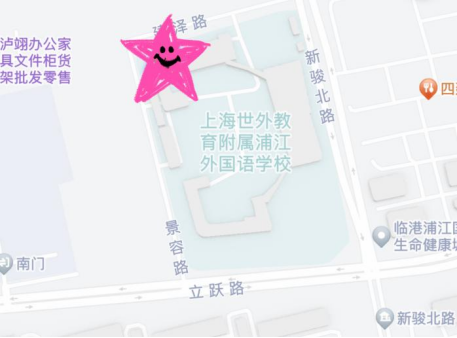 泽路
泸翊办公家
具文件柜货
架批发零售
新骏北路
四
上海世外教
育附属浦江
外国语学校
景容路
临港浦江国
生命健康城
南门
立跃路
新骏北路